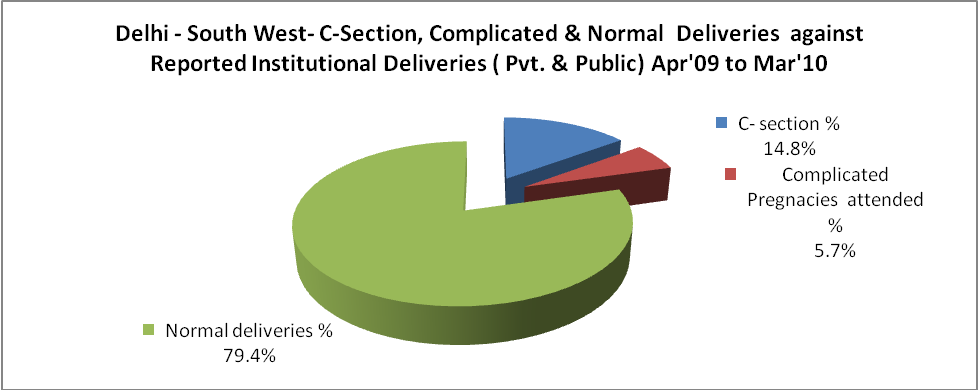 Delhi - South West- C-Section, Complicated & Normal Deliveries against
Reported Institutional Deliveries ( Pvt. & Public) Apr'09 to Mar'10
C- section %
14.8%
Complicated
Pregnacies attended
%
5.7%
Normal deliveries %
79.4%